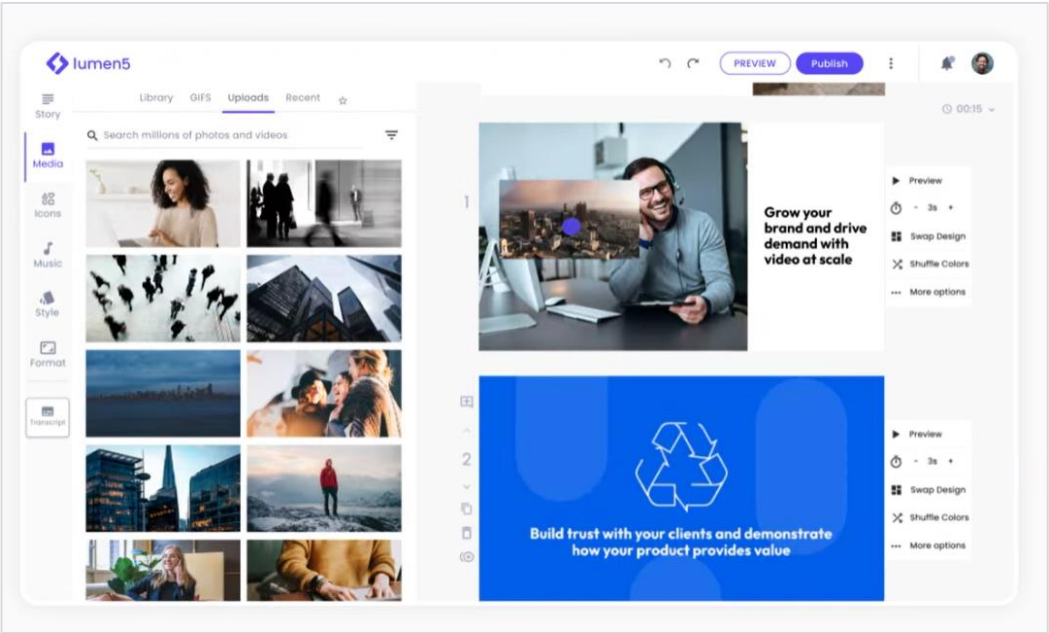 lumen5
PREVIEW
Publish
Story
Media
Icons
Music
Style
Format
Transcript
Library
GIFS
Uploads
Recent
Search millions of photos and videos
00:15
1
Grow your
brand and drive
demand with
video at scale
Preview
- 3s +
Swap Design
Shuffle Colors
More options
2
Build trust with your clients and demonstrate
how your product provides value
Preview
- 3s +
Swap Design
Shuffle Colors
More options